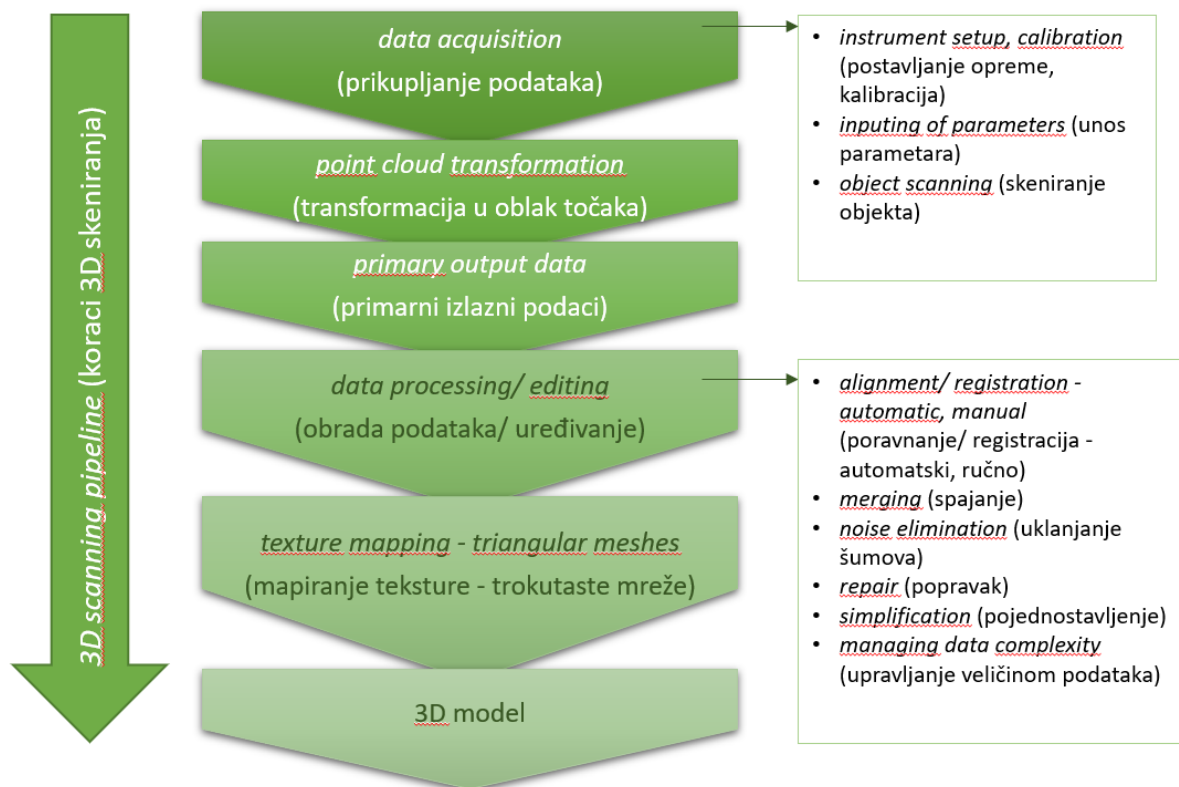 3D scanning pipeline (koraci 3D skeniranja)
data acquisition
(prikupljanje podataka)
• instrument setup, calibration
(postavljanje opreme,
kalibracija)
• inputing of parameters (unos
parametara)
• object scanning (skeniranje
objekta)
point cloud transformation
(transformacija u oblak točaka)
primary output data
(primarni izlazni podaci)
data processing/ editing
(obrada podataka/ uređivanje)
• alignment/ registration -
automatic, manual
(poravnanje/ registracija -
automatski, ručno)
• merging (spajanje)
• noise elimination (uklanjanje
šumova)
• repair (popravak)
• simplification (pojednostavljenje)
• managing data complexity
(upravljanje veličinom podataka)
texture mapping - triangular meshes
(mapiranje teksture - trokutaste mreže)
3D model